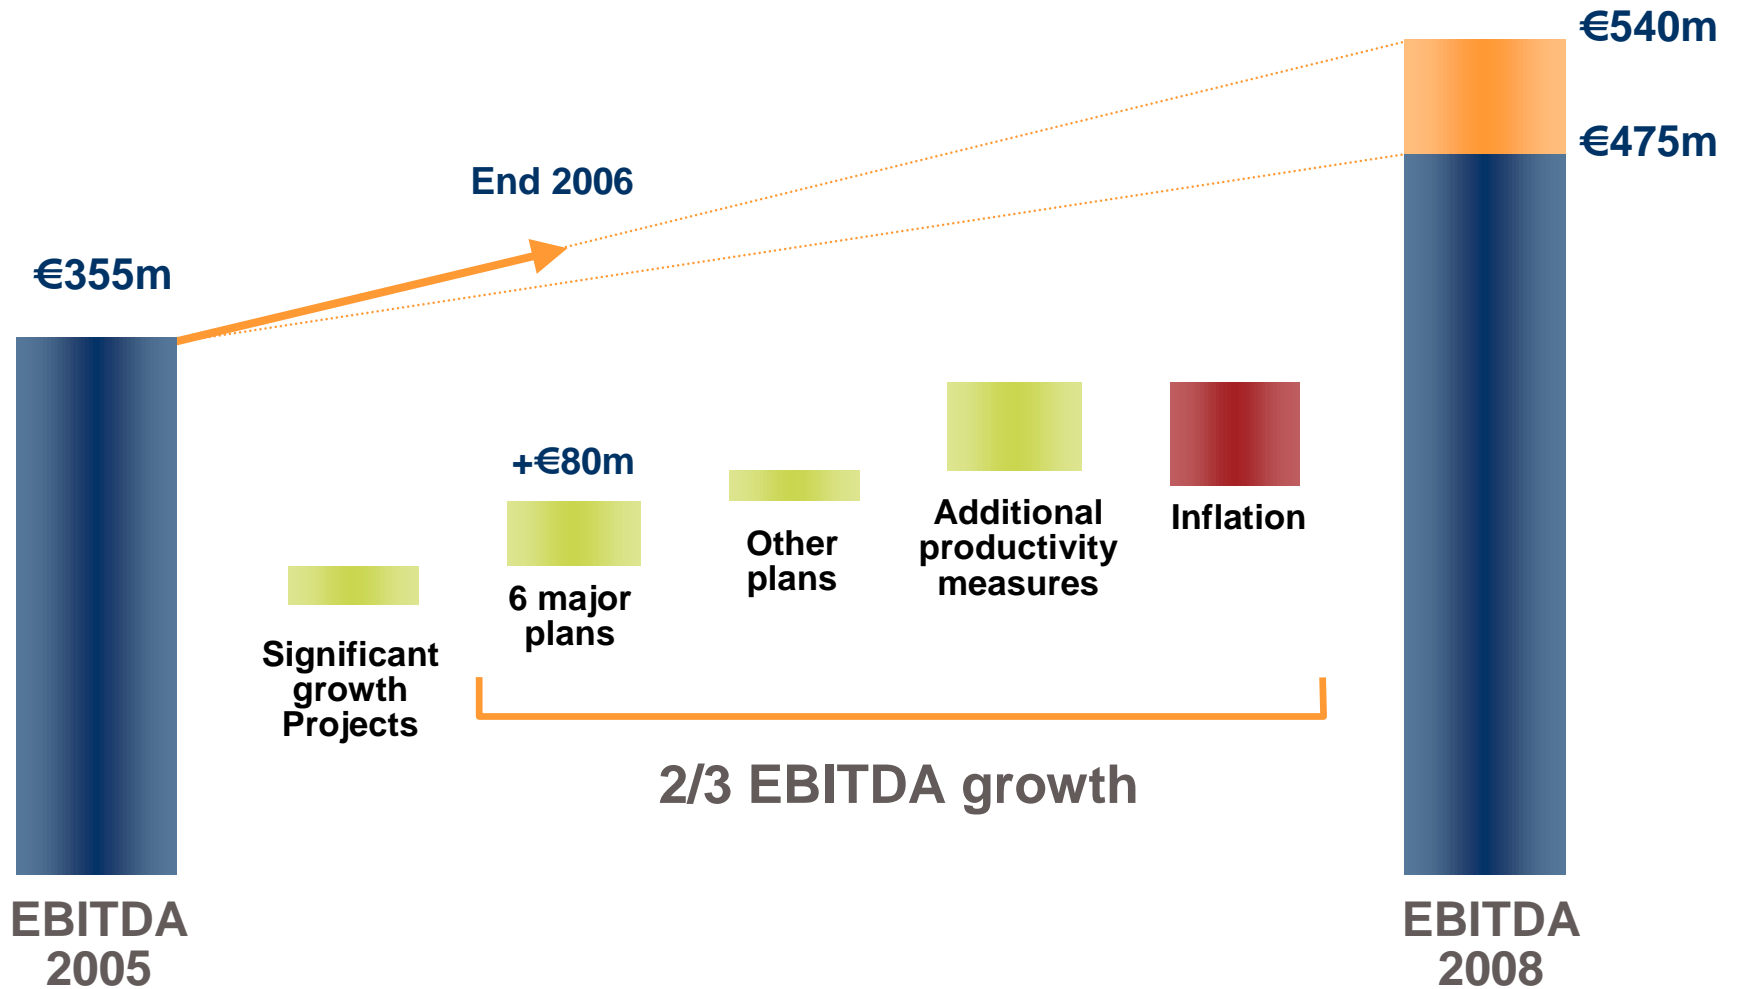 €540m
€475m
End 2006
€355m
+€80m
Significant
growth
Projects
6 major
plans
Other
plans
Additional
productivity
measures
Inflation
2/3 EBITDA growth
EBITDA
2005
EBITDA
2008